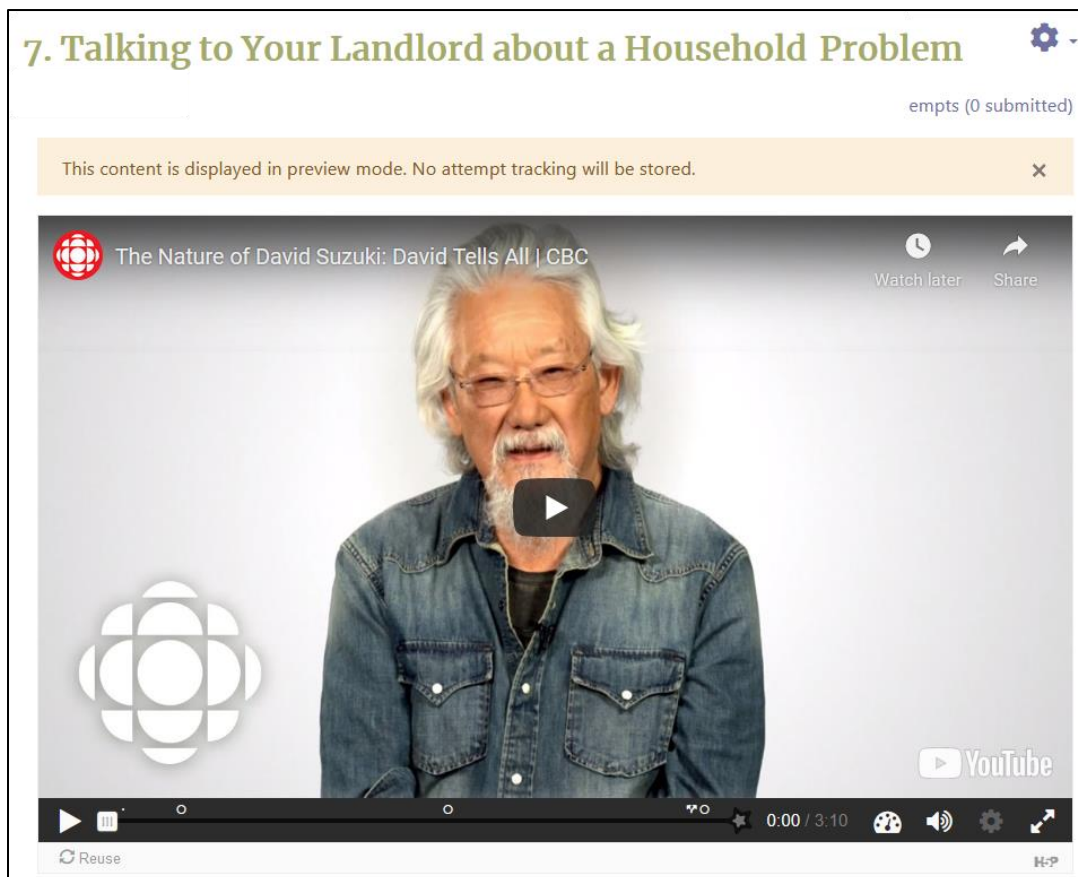 7. Talking to Your Landlord about a Household Problem
empts (0 submitted)
This content is displayed in preview mode. No attempt tracking will be stored.
The Nature of David Suzuki: David Tells All | CBC
Watch later
Share
YouTube
0:00 / 3:10
Reuse
H5P